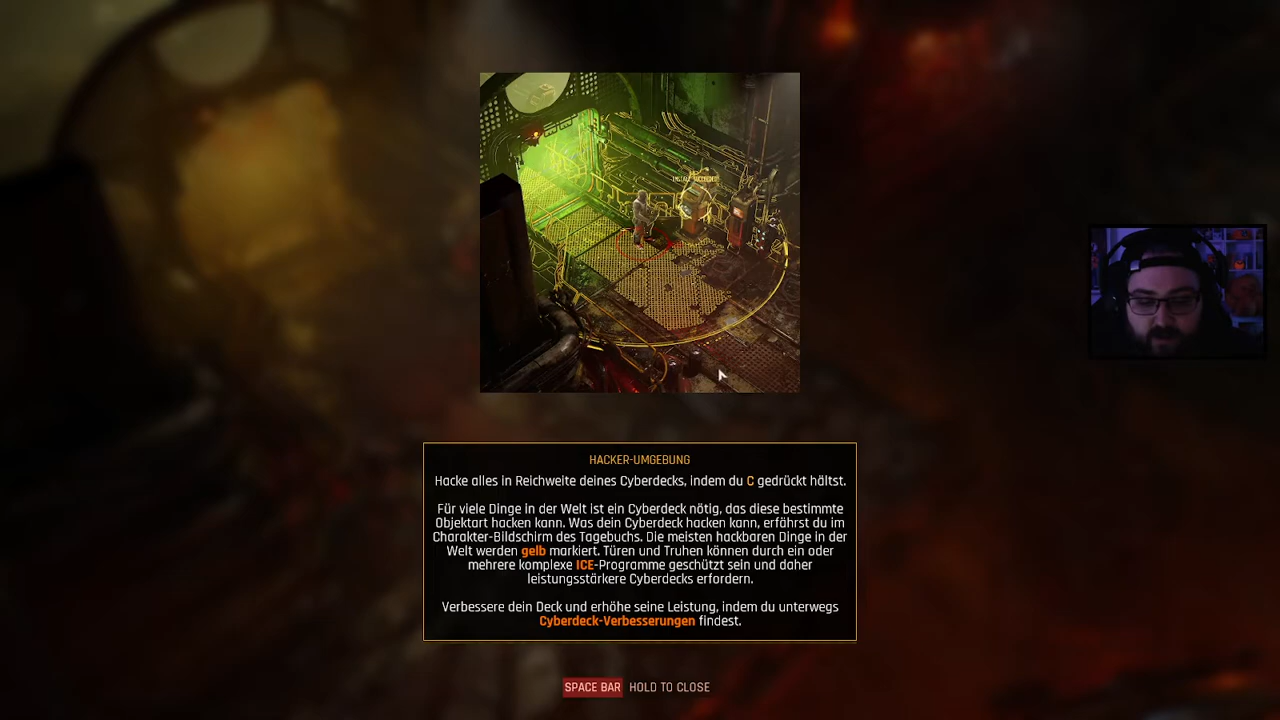 HACKER-UMGEBUNG
Hacke alles in Reichweite deines Cyberdecks, indem du C gedrückt hältst.
Für viele Dinge in der Welt ist ein Cyberdeck nötig, das diese bestimmte
Objektart hacken kann. Was dein Cyberdeck hacken kann, erfährst du im
Charakter-Bildschirm des Tagebuchs. Die meisten hackbaren Dinge in der
Welt werden gelb markiert. Türen und Truhen können durch ein oder
mehrere komplexe ICE-Programme geschützt sein und daher
leistungsstärkere Cyberdecks erfordern.
Verbessere dein Deck und erhöhe seine Leistung, indem du unterwegs
Cyberdeck-Verbesserungen findest.
SPACE BAR HOLD TO CLOSE